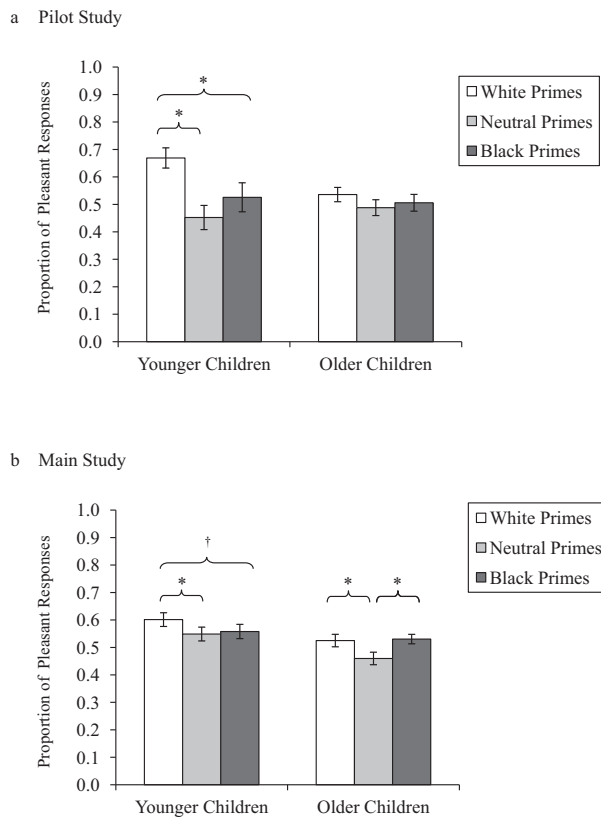 a Pilot Study
Proportion of Pleasant Responses
1.0
0.9
0.8
0.7
0.6
0.5
0.4
0.3
0.2
0.1
0.0
*
*
White Primes
Neutral Primes
Black Primes
Younger Children Older Children
b Main Study
Proportion of Pleasant Responses
1.0
0.9
0.8
0.7
0.6
0.5
0.4
0.3
0.2
0.1
0.0
†
*
* *
White Primes
Neutral Primes
Black Primes
Younger Children Older Children